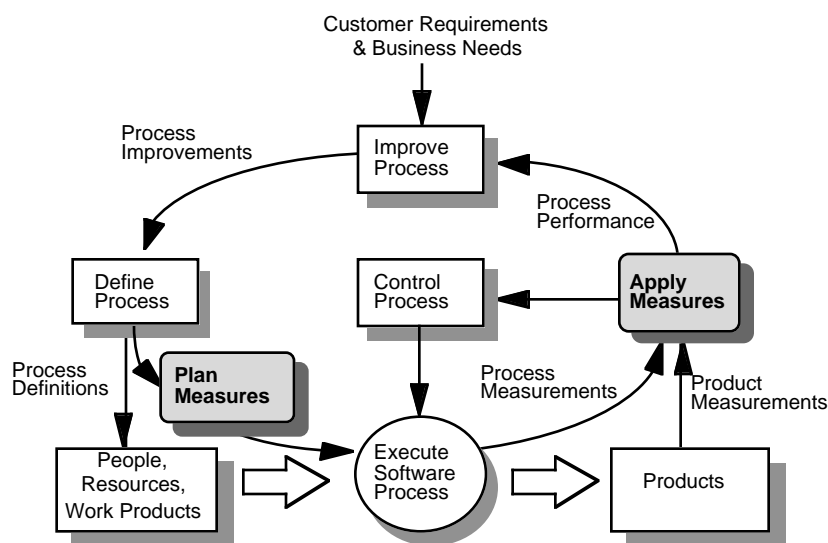 Customer Requirements
& Business Needs
Process
Improvements
Improve
Process
Process
Performance
Define
Process
Control
Process
Apply
Measures
Process
Definitions
Plan
Measures
Process
Measurements
Product
Measurements
People,
Resources,
Work Products
Execute
Software
Process
Products